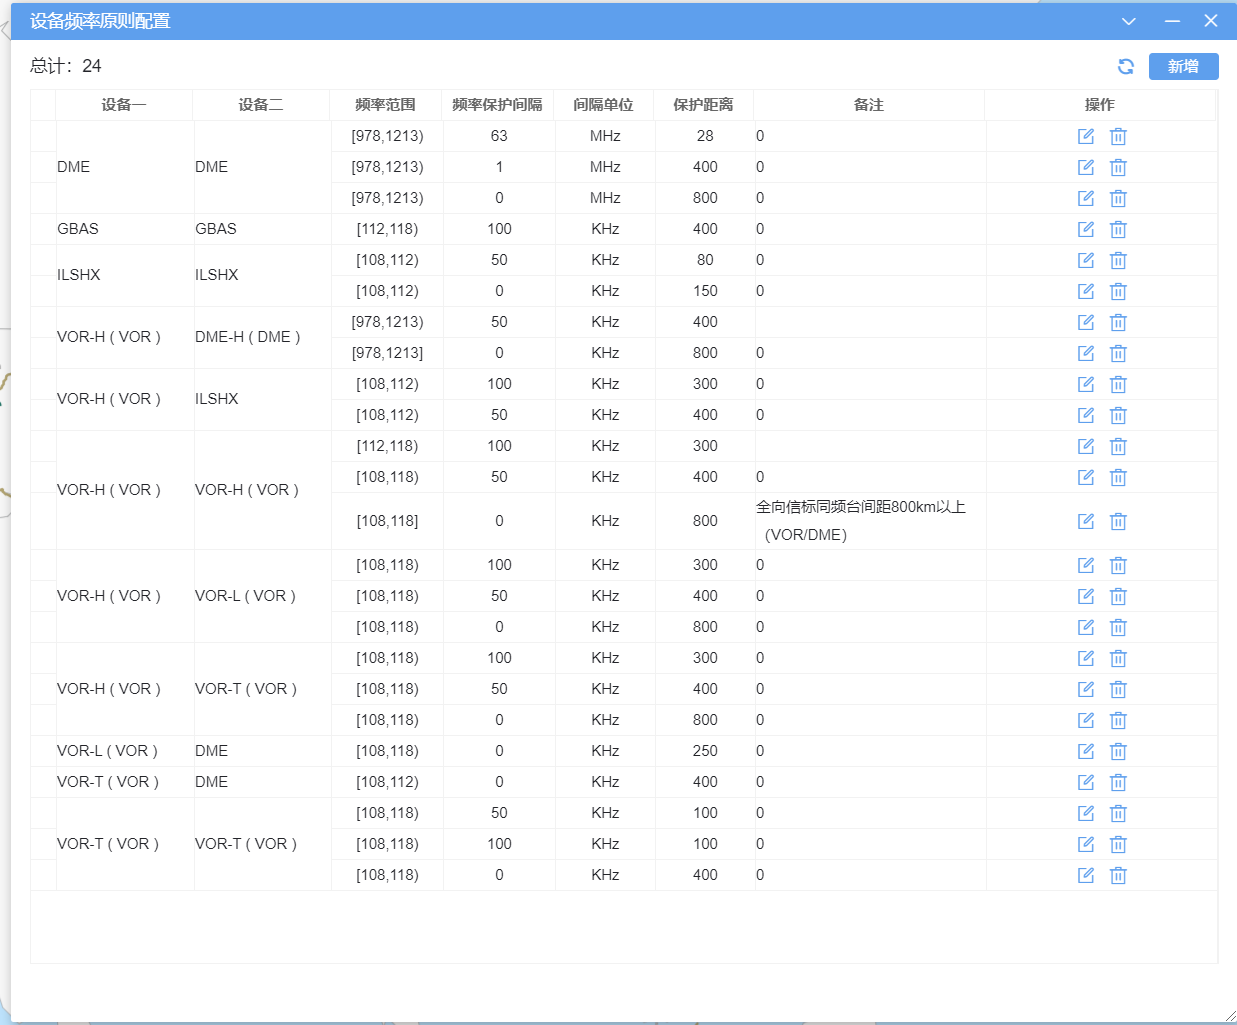 设备频率原则配置
总计：24
新增
设备一 设备二 频率范围 频率保护间隔 间隔单位 保护距离 备注 操作
[978,1213) 63 MHz 28 0
DME DME [978,1213) 1 MHz 400 0
[978,1213) 0 MHz 800 0
GBAS GBAS [112,118) 100 KHz 400 0
ILSHX ILSHX
[108,112) 50 KHz 80 0
[108,112) 0 KHz 150 0
VOR-H ( VOR ) DME-H ( DME )
[978,1213) 50 KHz 400
[978,1213] 0 KHz 800 0
VOR-H ( VOR ) ILSHX
[108,112) 100 KHz 300 0
[108,112) 50 KHz 400 0
VOR-H ( VOR ) VOR-H ( VOR )
[112,118) 100 KHz 300
[108,118) 50 KHz 400 0
[108,118] 0 KHz 800 全向信标同频台间距800km以上
（VOR/DME）
[108,118) 100 KHz 300 0
VOR-H ( VOR ) VOR-L ( VOR ) [108,118) 50 KHz 400 0
[108,118) 0 KHz 800 0
[108,118) 100 KHz 300 0
VOR-H ( VOR ) VOR-T ( VOR ) [108,118) 50 KHz 400 0
[108,118) 0 KHz 800 0
VOR-L ( VOR ) DME [108,118) 0 KHz 250 0
VOR-T ( VOR ) DME [108,112) 0 KHz 400 0
[108,118) 50 KHz 100 0
VOR-T ( VOR ) VOR-T ( VOR ) [108,118) 100 KHz 100 0
[108,118) 0 KHz 400 0